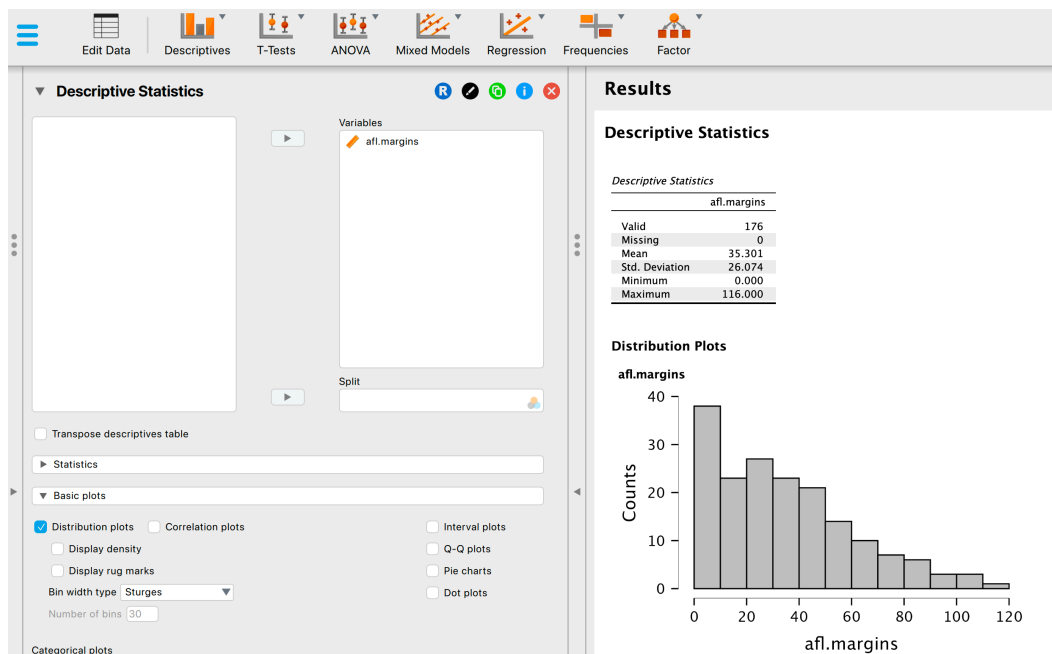 Edit Data Descriptives T-Tests ANOVA Mixed Models Regression Frequencies Factor
Descriptive Statistics
R i
Variables
afl.margins
Split
Transpose descriptives table
Statistics
Basic plots
Distribution plots Correlation plots Interval plots
Display density Q-Q plots
Display rug marks Pie charts
Bin width type Sturges Dot plots
Number of bins 30
Categorical plots
Results
Descriptive Statistics
Descriptive Statistics
afl.margins
Valid 176
Missing 0
Mean 35.301
Std. Deviation 26.074
Minimum 0.000
Maximum 116.000
Distribution Plots
afl.margins
40
30
20
10
0
Counts
0 20 40 60 80 100 120
afl.margins